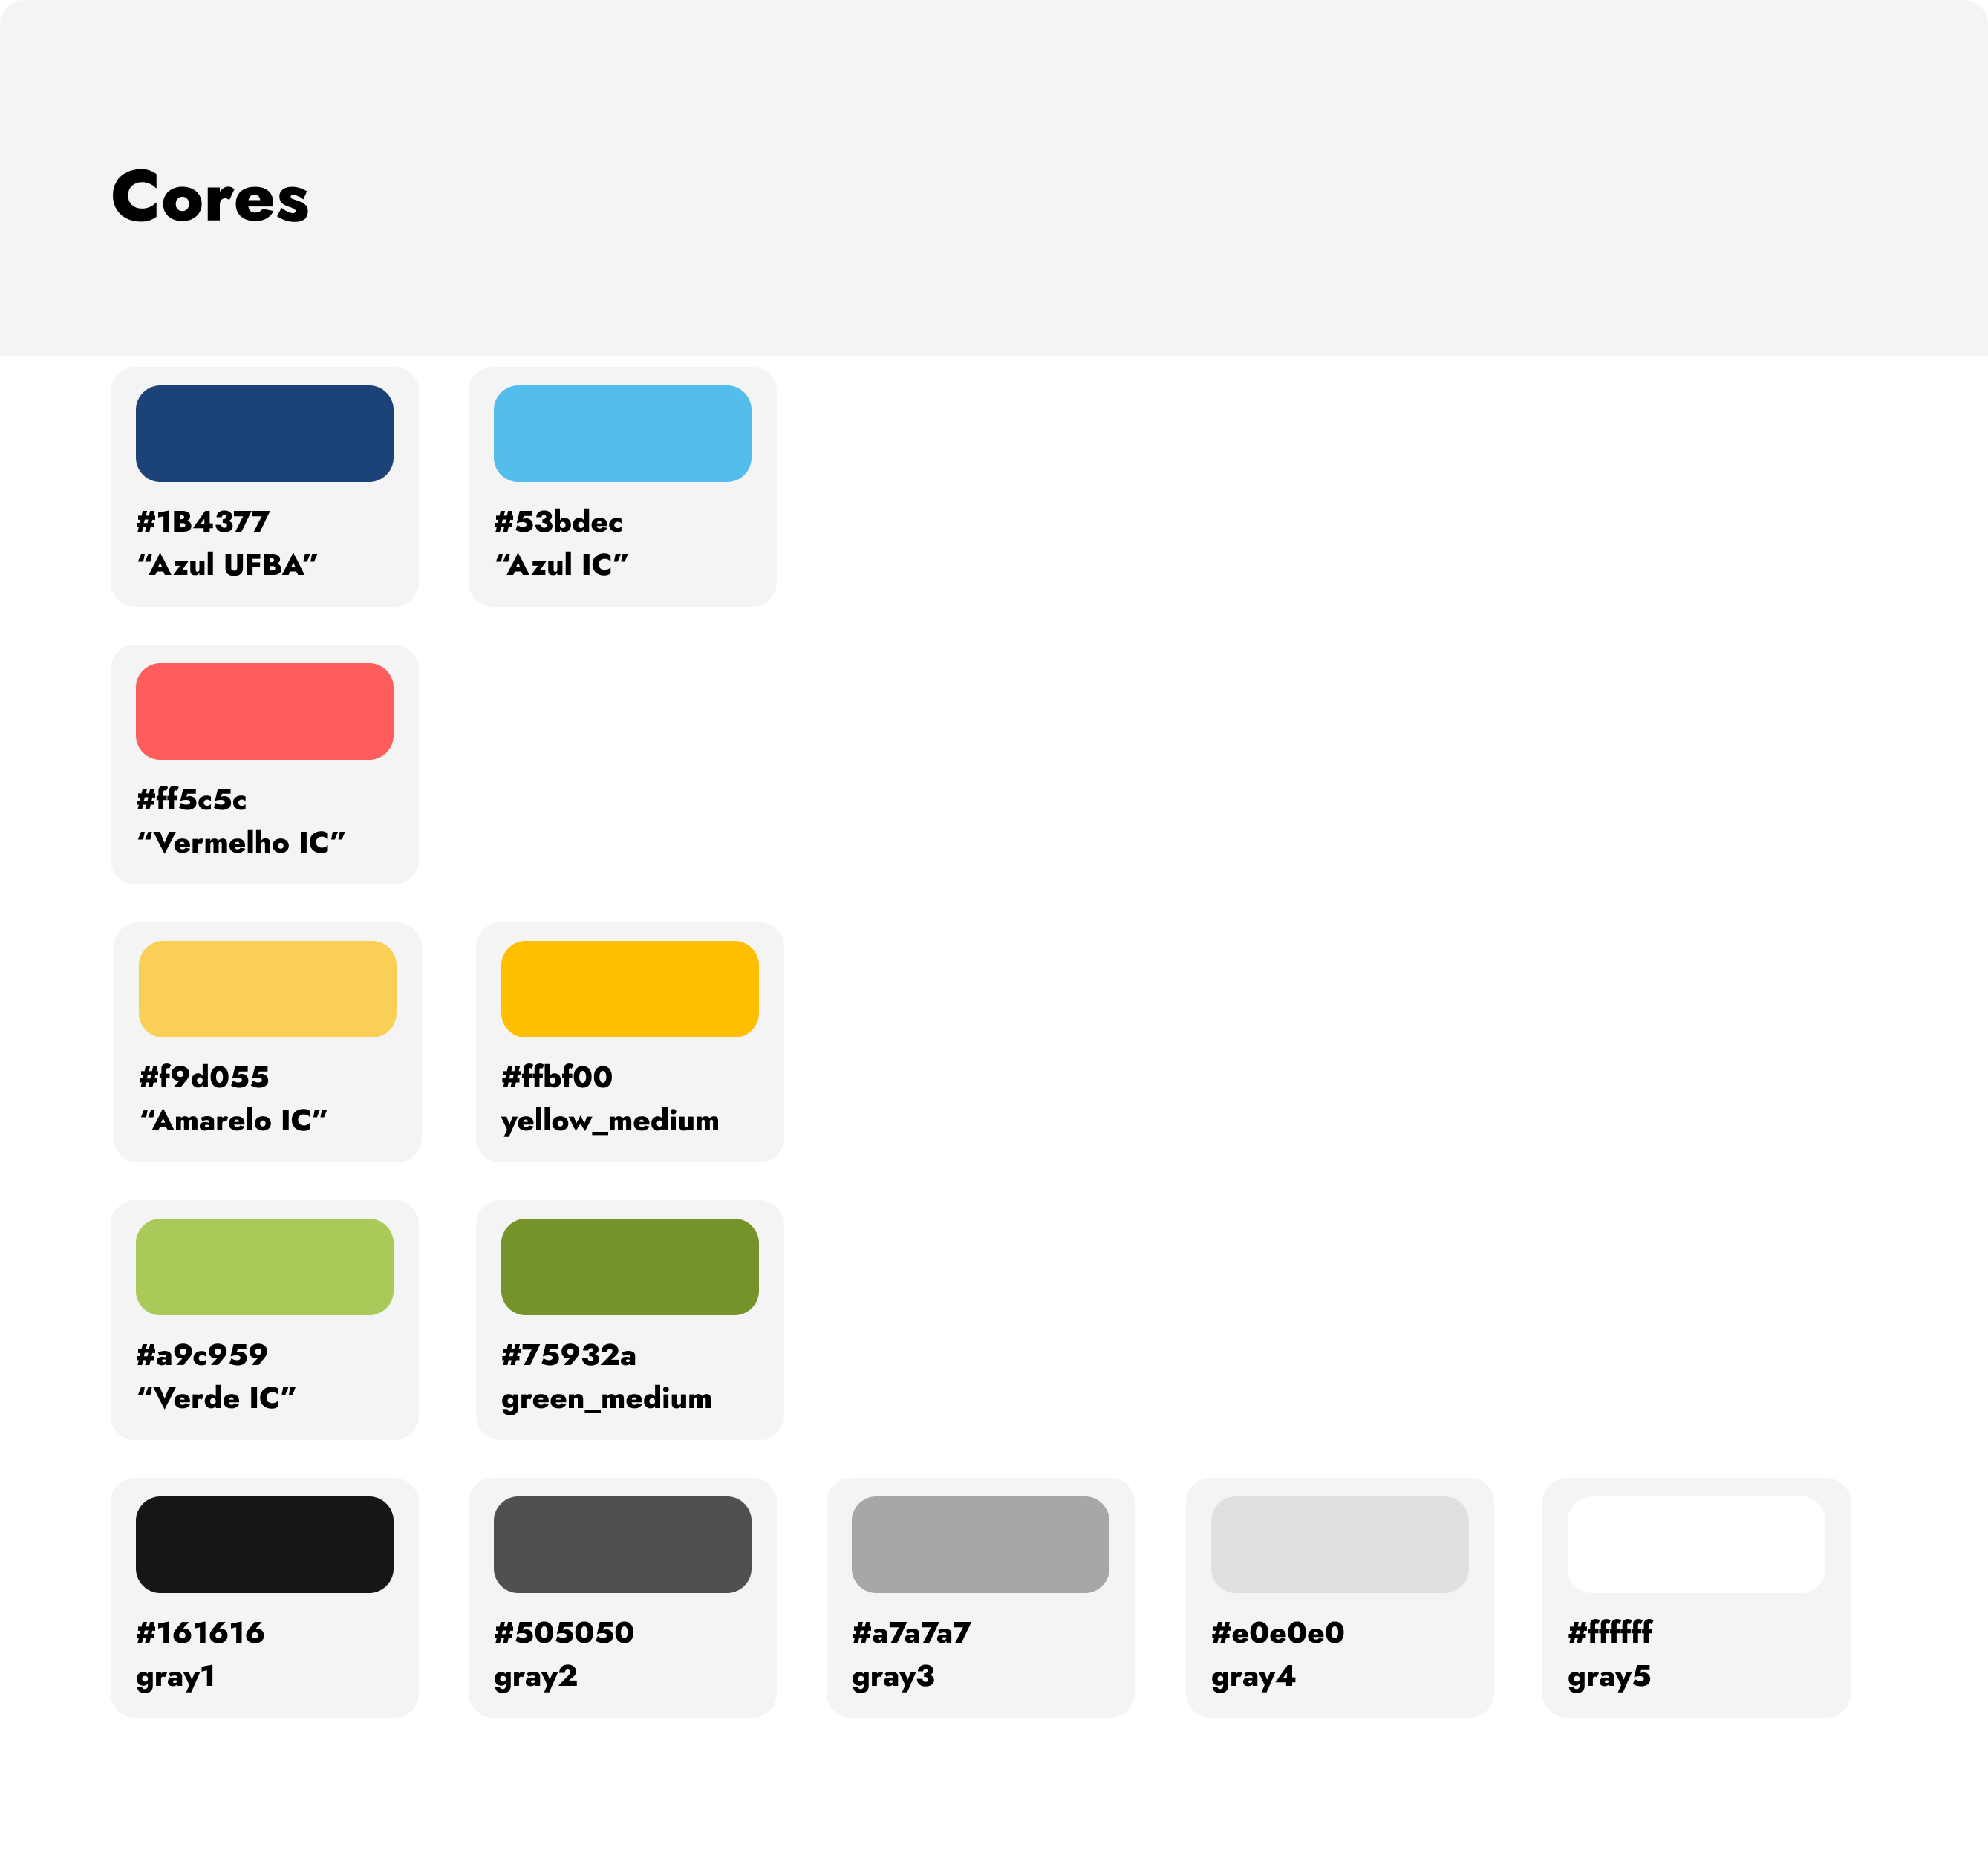 Cores
#1B4377
“Azul UFBA”
#53bdec
“Azul IC”
#ff5c5c
“Vermelho IC”
#f9d055
“Amarelo IC”
#ffbf00
yellow_medium
#a9c959
“Verde IC”
#75932a
green_medium
#161616
gray1
#505050
gray2
#a7a7a7
gray3
#e0e0e0
gray4
#ffffff
gray5